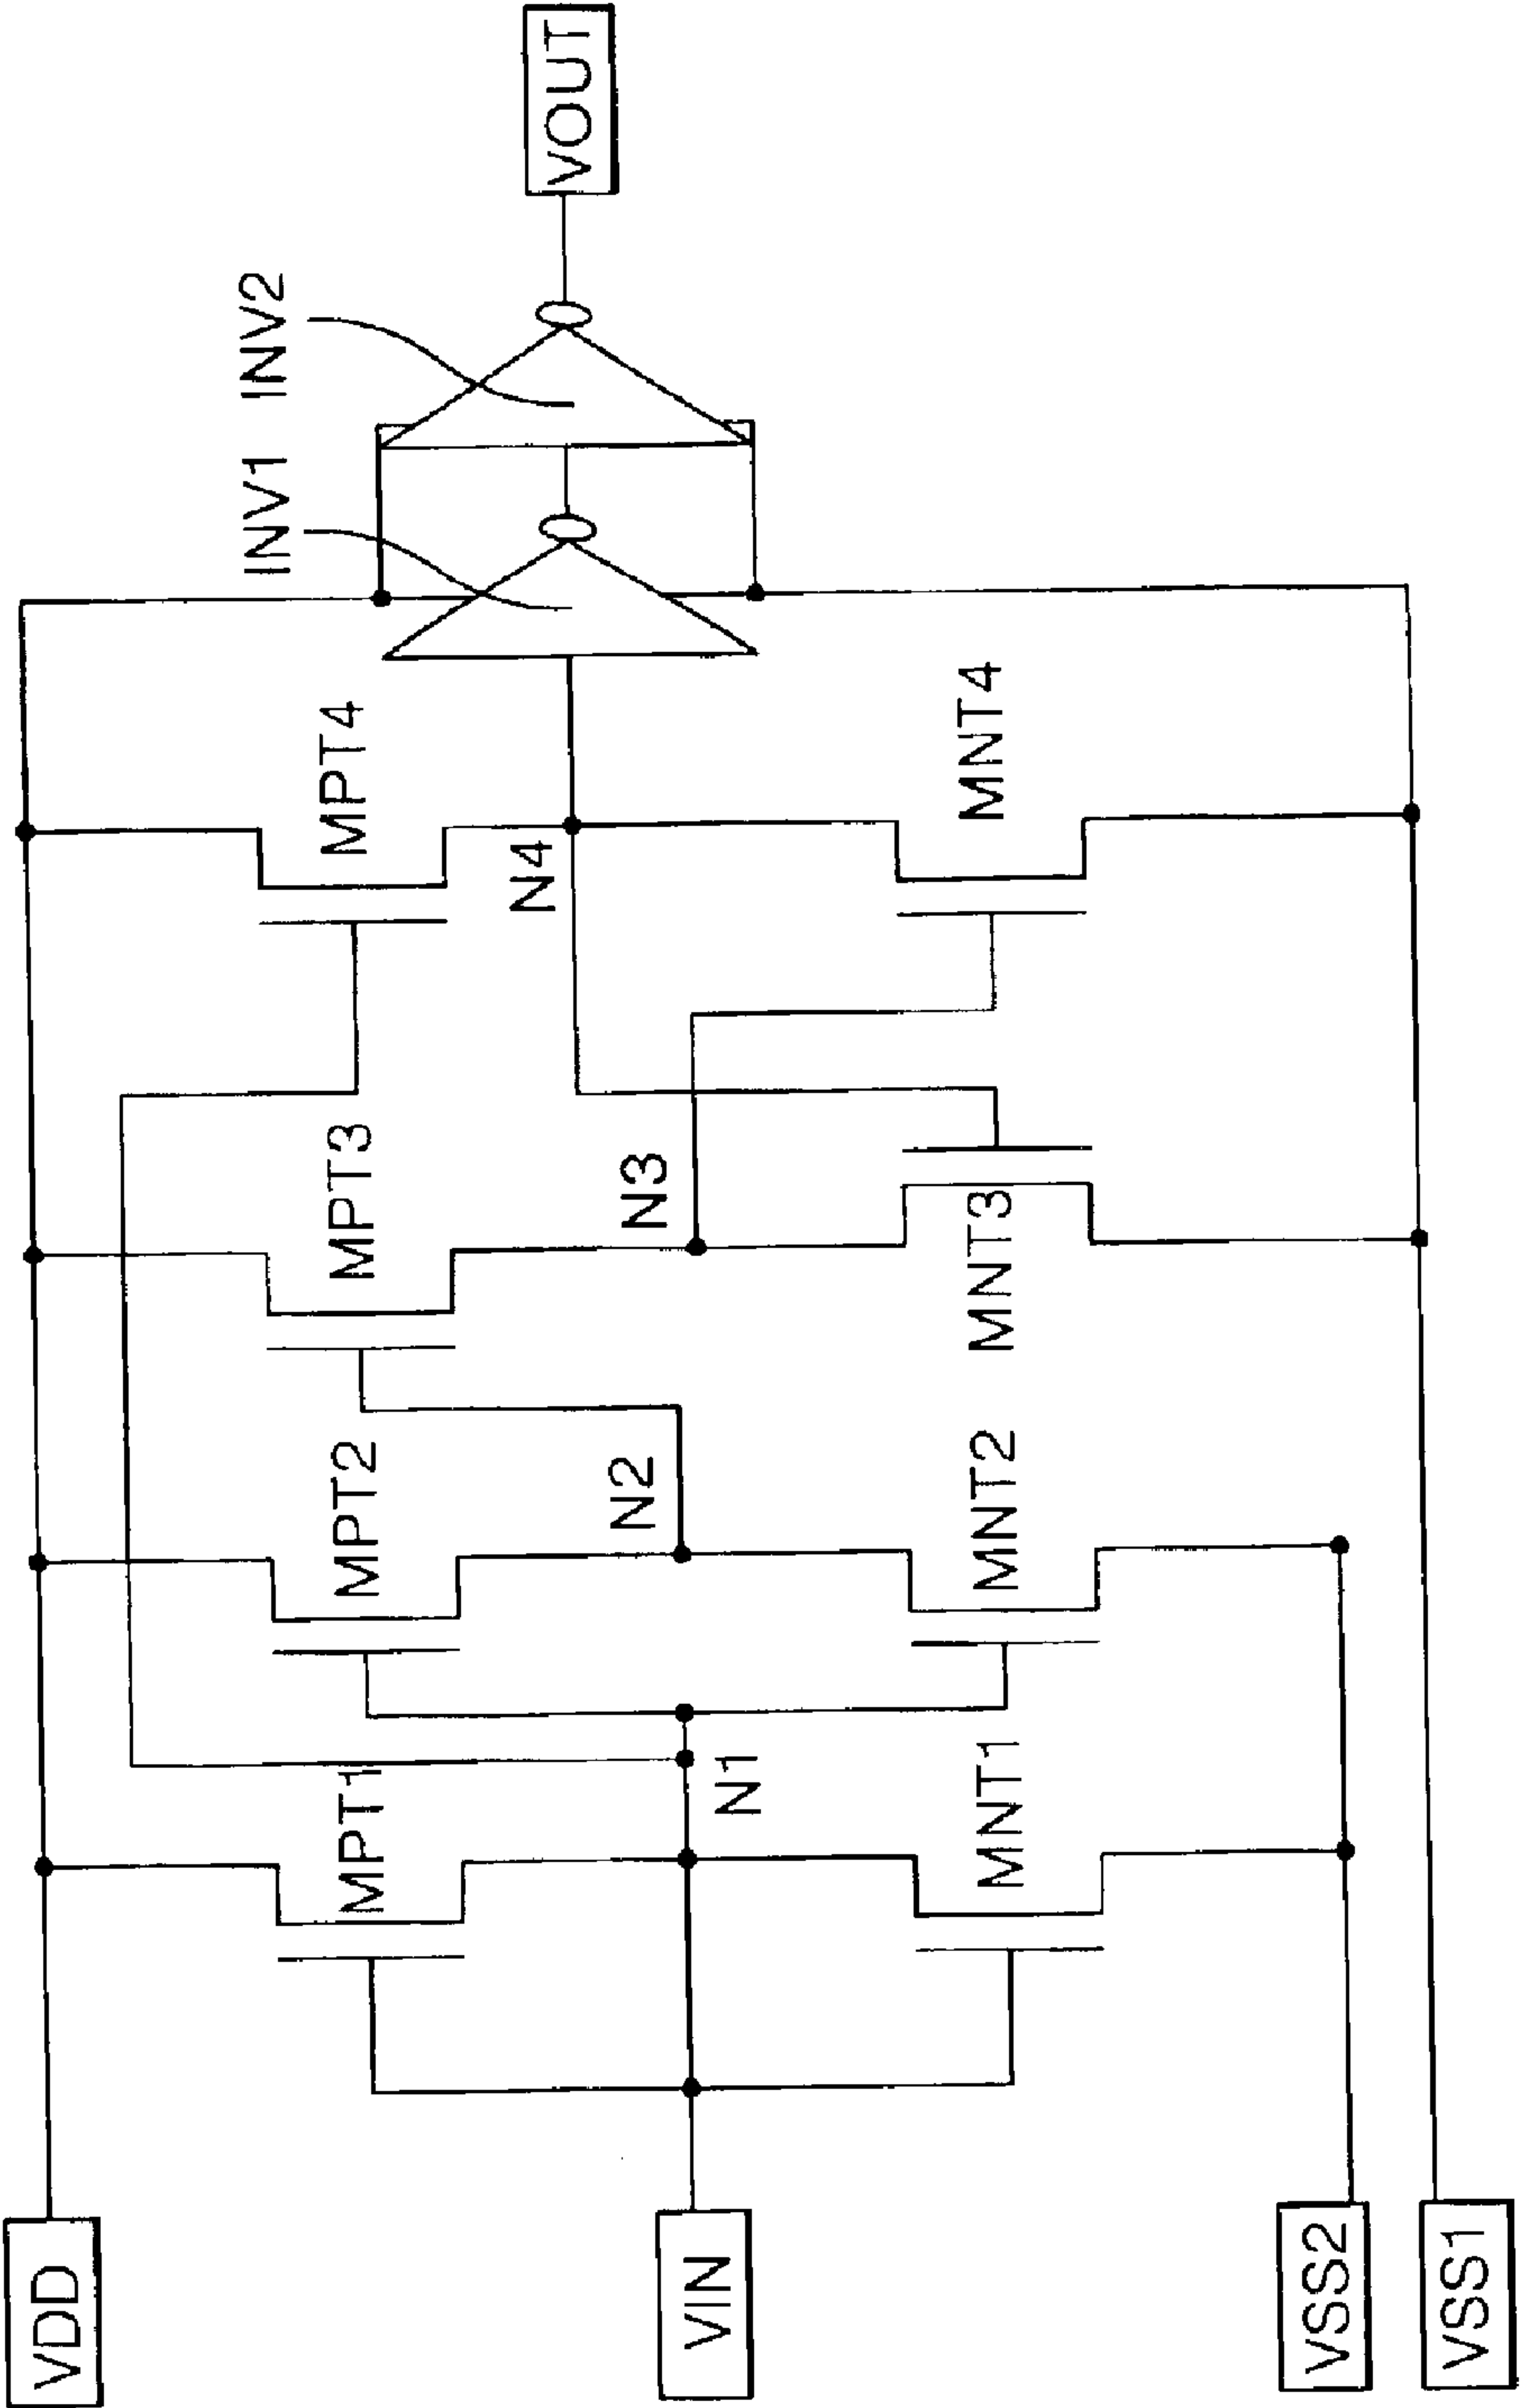 VDD
VIN
VSS2
VSS1
MPT1
N1
MNT1
MPT2
N2
MNT2
MPT3
N3
MNT3
MPT4
N4
MNT4
INV1
INV2
VOUT